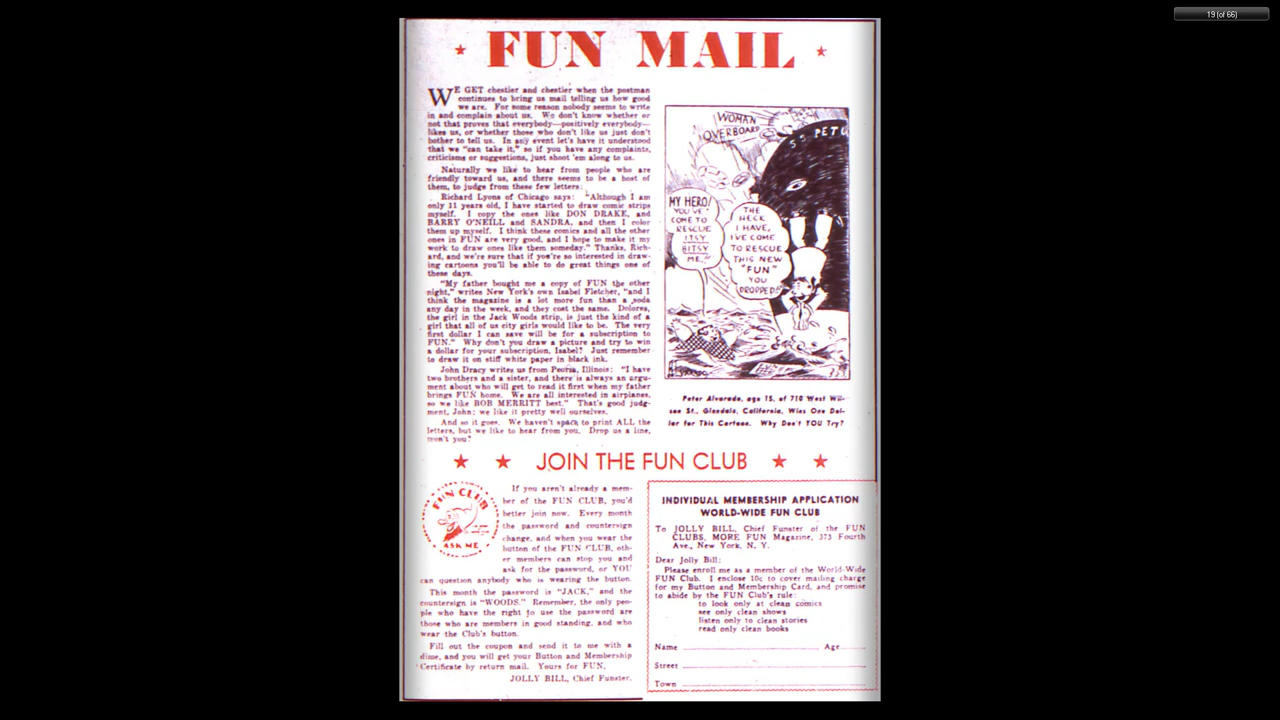 19 (of 66)
★ FUN MAIL ★
WE GET chestier and chestier when the postman
continues to bring us mail telling us how good
we are. For some reason nobody seems to write
in and complain about us. We don't know whether or
not that proves that everybody—positively everybody—
likes us, or whether those who don't like us just don't
bother to tell us. In any event let's have it understood
that we "can take it," so if you have any complaints,
criticisms or suggestions, just shoot 'em along to us.
Naturally we like to hear from people who are
friendly toward us, and there seems to be a host of
them, to judge from these few letters:
Richard Lyons of Chicago says: "Although I am
only 11 years old, I have started to draw comic strips
myself. I copy the ones like DON DRAKE, and
BARRY O'NEILL and SANDRA, and then I color
them up myself. I think these comics and all the other
ones in FUN are very good, and I hope to make it my
work to draw ones like them someday." Thanks, Rich-
ard, and we're sure that if you're so interested in draw-
ing cartoons you'll be able to do great things one of
these days.
"My father bought me a copy of FUN the other
night," writes New York's own Isabel Fletcher, "and I
think the magazine is a lot more fun than a soda
any day in the week, and they cost the same. Dolores,
the girl in the Jack Woods strip, is just the kind of a
girl that all of us city girls would like to be. The very
first dollar I can save will be for a subscription to
FUN." Why don't you draw a picture and try to win
a dollar for your subscription, Isabel? Just remember
to draw it on stiff white paper in black ink.
John Dracy writes us from Peoria, Illinois: "I have
two brothers and a sister, and there is always an argu-
ment about who will get to read it first when my father
brings FUN home. We are all interested in airplanes,
so we like BOB MERRITT best." That's good judg-
ment, John; we like it pretty well ourselves.
And so it goes. We haven't space to print ALL the
letters, but we like to hear from you. Drop us a line,
won't you?
WOMAN
OVERBOARD
S.S. PETU
MY HERO!
YOU'VE
COME TO
RESCUE
ITSY
BITSY
ME."
THE
HECK
I HAVE,
I'VE COME
TO RESCUE
THIS NEW
"FUN"
YOU
DROPPED!"
Peter Alvarado, age 15, of 710 West Wil-
son St., Glendale, California, Wins One Dol-
lar for This Cartoon. Why Don't YOU Try?
★ ★ JOIN THE FUN CLUB ★ ★
FUN CLUB
ASK ME
If you aren't already a mem-
ber of the FUN CLUB, you'd
better join now. Every month
the password and countersign
change, and when you wear the
button of the FUN CLUB, oth-
er members can stop you and
ask for the password, or YOU
can question anybody who is wearing the button.
This month the password is "JACK," and the
countersign is "WOODS." Remember, the only peo-
ple who have the right to use the password are
those who are members in good standing, and who
wear the Club's button.
Fill out the coupon and send it to me with a
dime, and you will get your Button and Membership
Certificate by return mail. Yours for FUN,
JOLLY BILL, Chief Funster.
INDIVIDUAL MEMBERSHIP APPLICATION
WORLD-WIDE FUN CLUB
To JOLLY BILL, Chief Funster of the FUN
CLUBS, MORE FUN Magazine, 373 Fourth
Ave., New York, N. Y.
Dear Jolly Bill:
Please enroll me as a member of the World-Wide
FUN Club. I enclose 10c to cover mailing charge
for my Button and Membership Card, and promise
to abide by the FUN Club's rule:
to look only at clean comics
see only clean shows
listen only to clean stories
read only clean books
Name Age
Street
Town